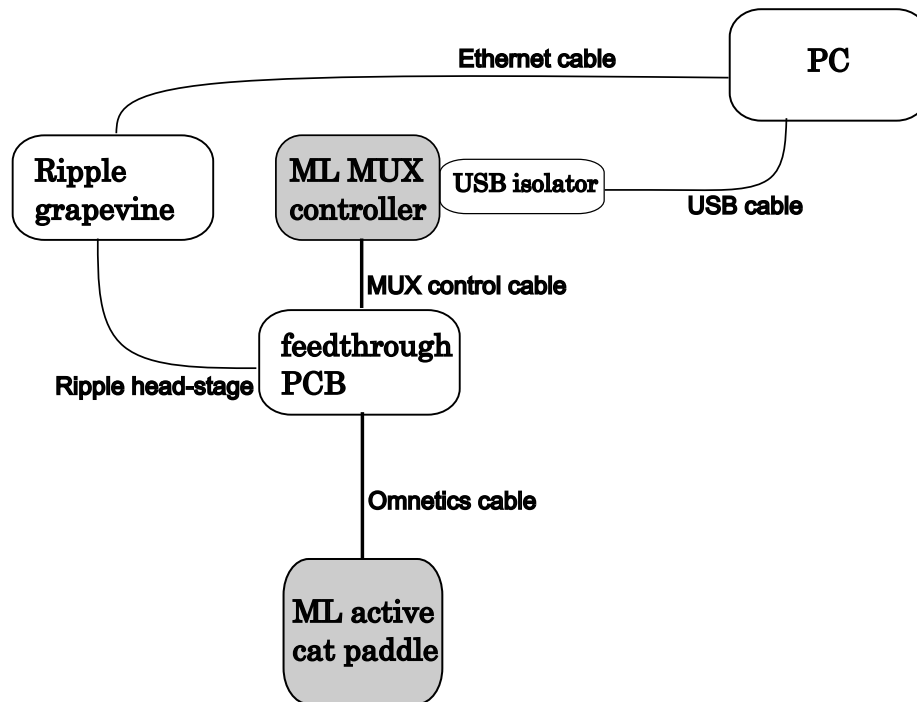 Ethernet cable
PC
Ripple
grapevine
ML MUX
controller
USB isolator
USB cable
MUX control cable
feedthrough
PCB
Ripple head-stage
Omnetics cable
ML active
cat paddle